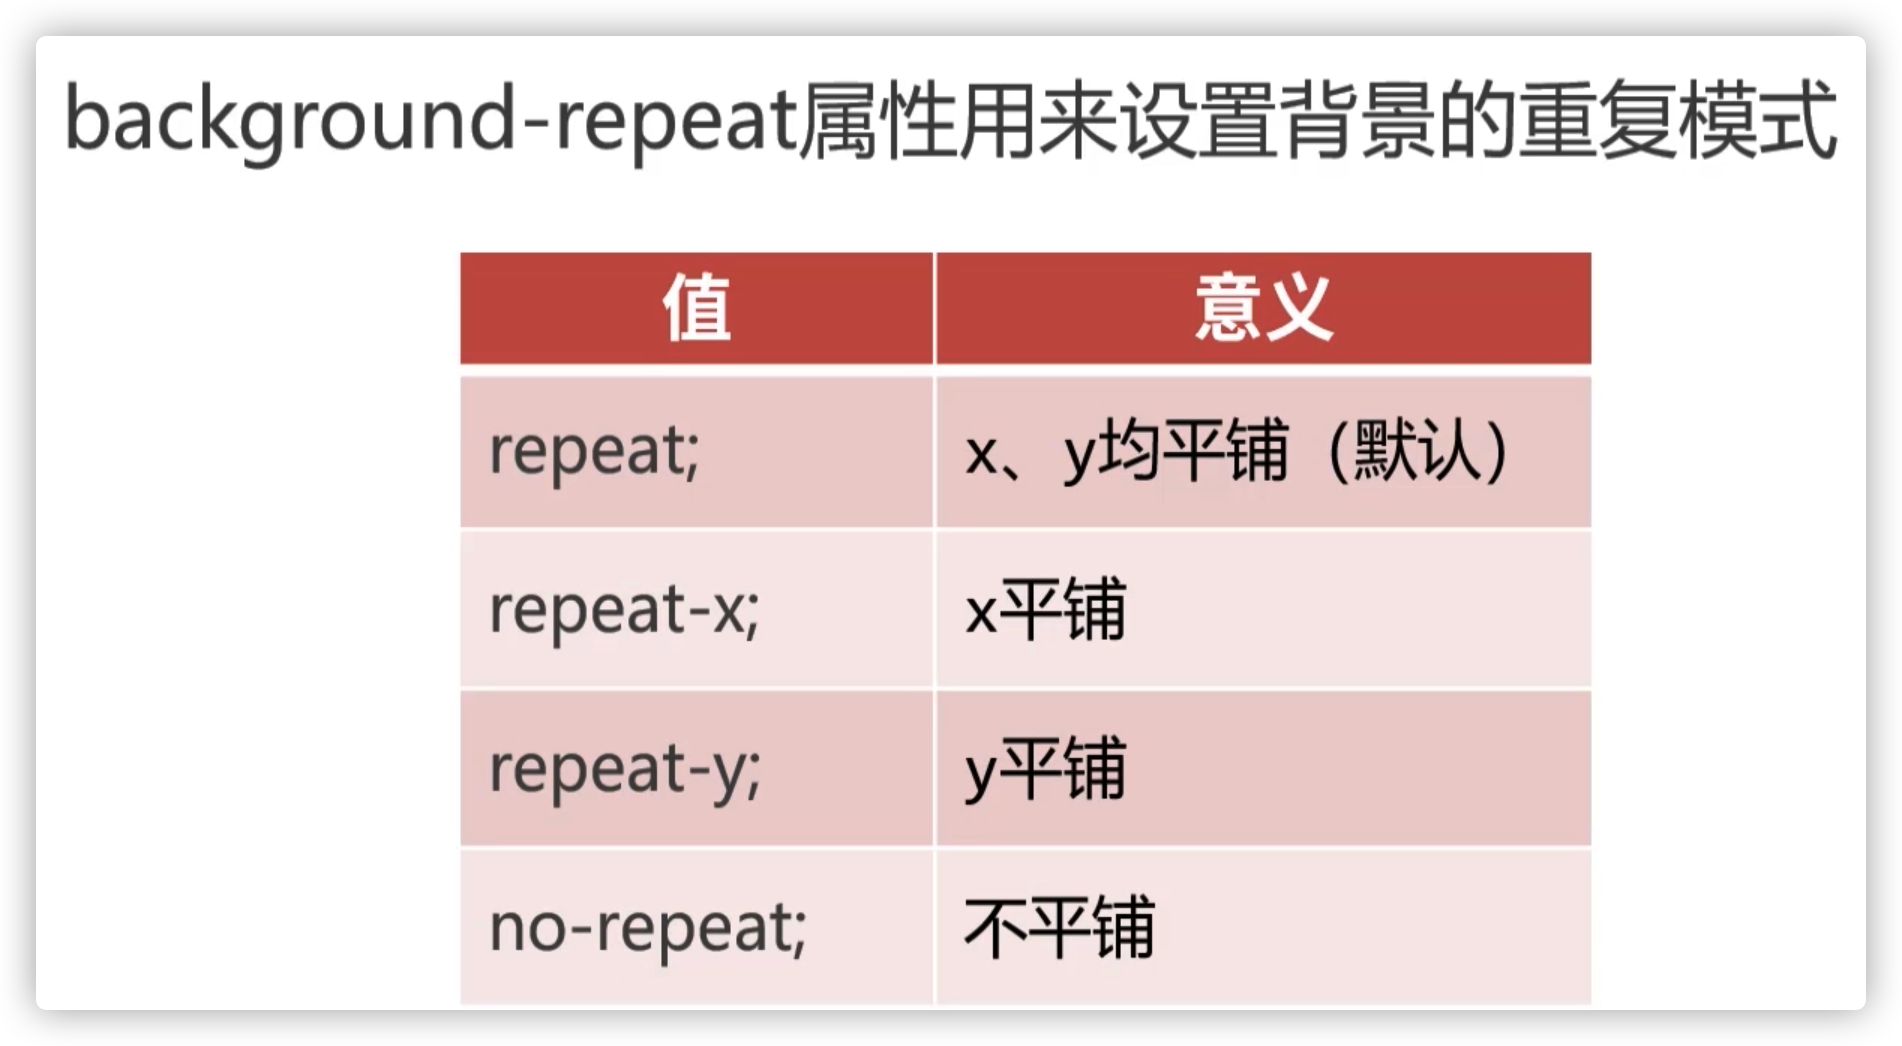 background-repeat属性用来设置背景的重复模式
值 意义
repeat; x、y均平铺（默认）
repeat-x; x平铺
repeat-y; y平铺
no-repeat; 不平铺